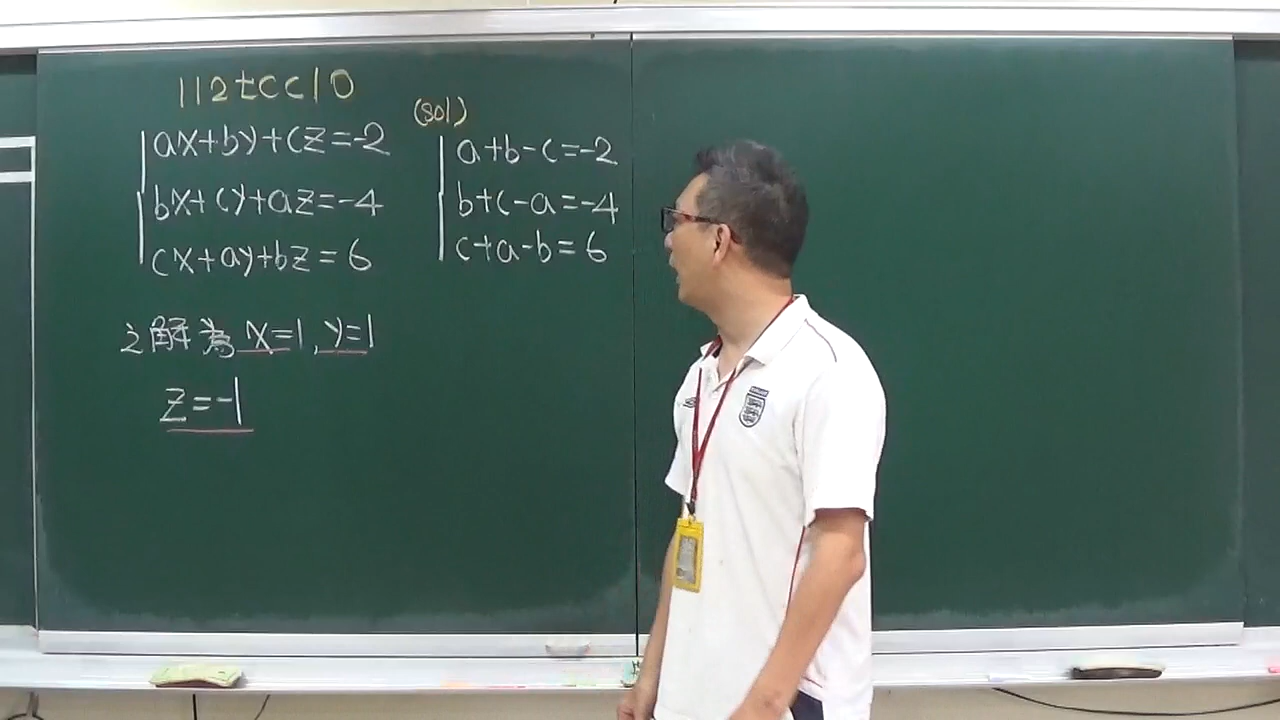 112tcc10
ax+by+cz=-2
bx+cy+az=-4
cx+ay+bz=6
之解為 x=1, y=1
z=-1
(sol)
a+b-c=-2
b+c-a=-4
c+a-b=6